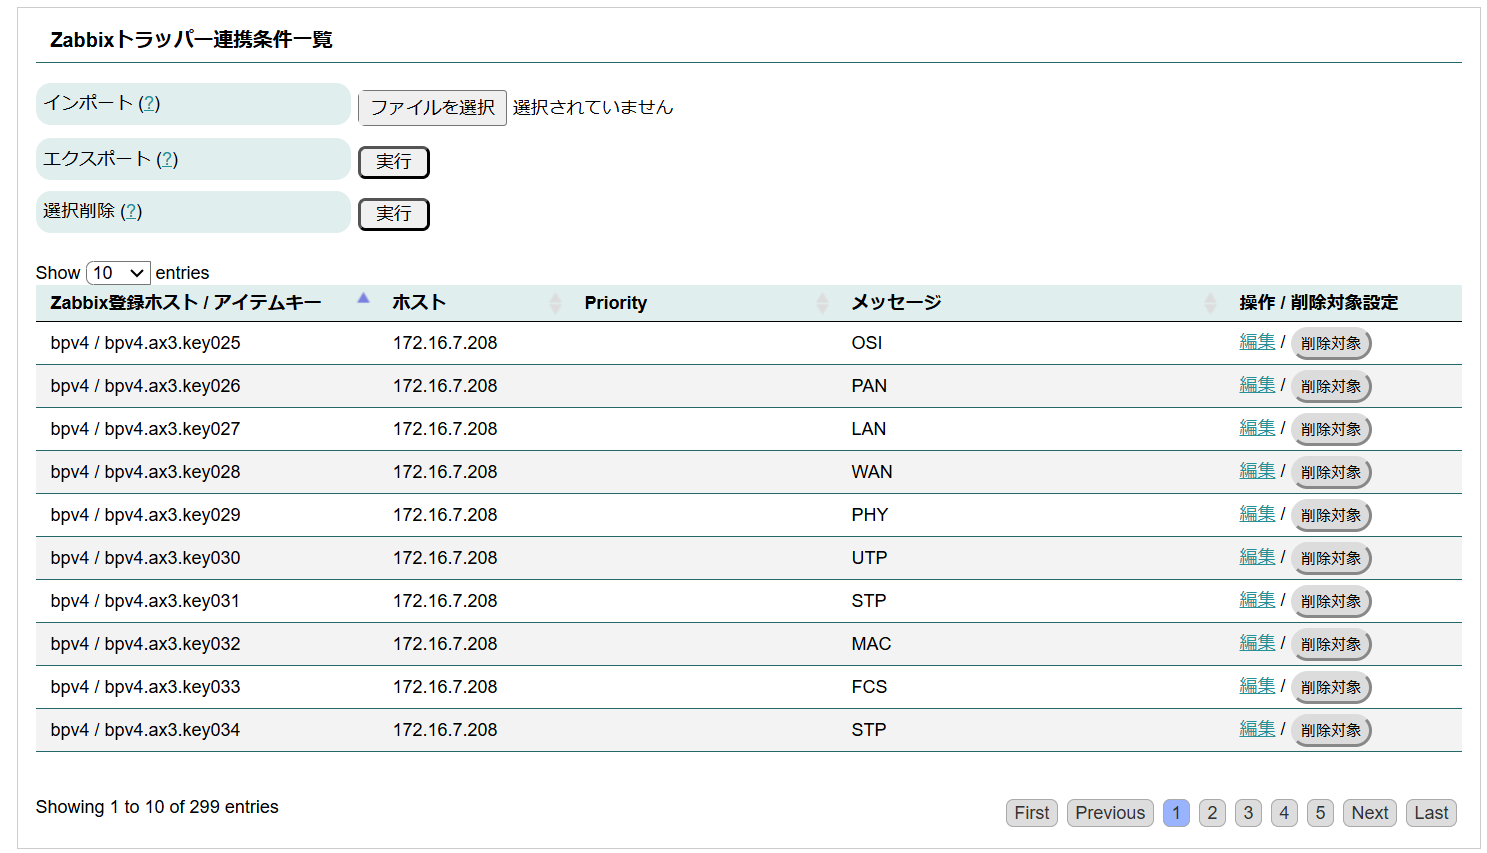 Zabbixトラッパー連携条件一覧
インポート (?) ファイルを選択 選択されていません
エクスポート (?) 実行
選択削除 (?) 実行
Show 10 entries
Zabbix登録ホスト / アイテムキー ホスト Priority メッセージ 操作 / 削除対象設定
bpv4 / bpv4.ax3.key025 172.16.7.208 OSI 編集 / 削除対象
bpv4 / bpv4.ax3.key026 172.16.7.208 PAN 編集 / 削除対象
bpv4 / bpv4.ax3.key027 172.16.7.208 LAN 編集 / 削除対象
bpv4 / bpv4.ax3.key028 172.16.7.208 WAN 編集 / 削除対象
bpv4 / bpv4.ax3.key029 172.16.7.208 PHY 編集 / 削除対象
bpv4 / bpv4.ax3.key030 172.16.7.208 UTP 編集 / 削除対象
bpv4 / bpv4.ax3.key031 172.16.7.208 STP 編集 / 削除対象
bpv4 / bpv4.ax3.key032 172.16.7.208 MAC 編集 / 削除対象
bpv4 / bpv4.ax3.key033 172.16.7.208 FCS 編集 / 削除対象
bpv4 / bpv4.ax3.key034 172.16.7.208 STP 編集 / 削除対象
Showing 1 to 10 of 299 entries First Previous 1 2 3 4 5 Next Last